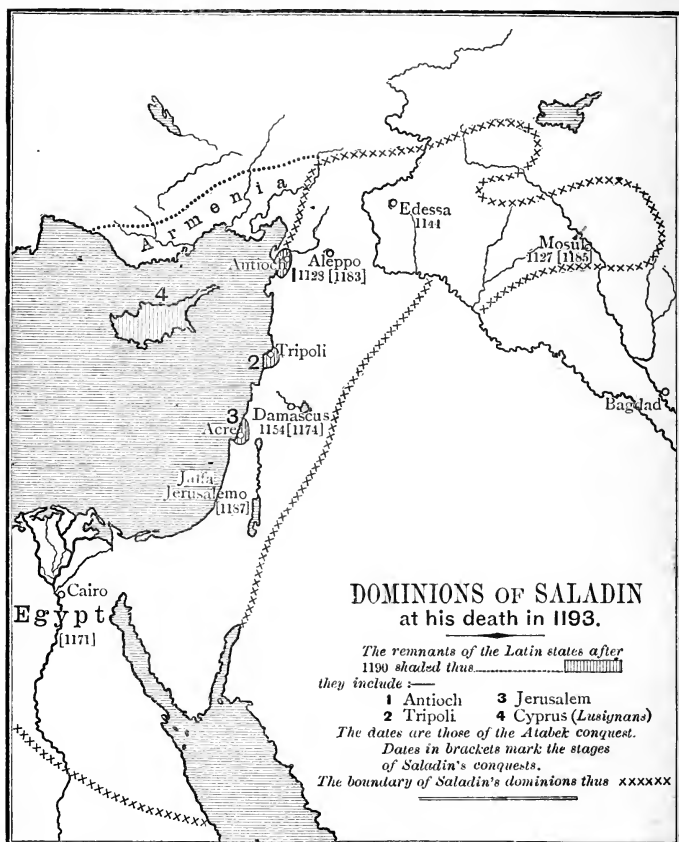 Armenia
Edessa
1144
Mosul
1127 [1185]
Antioch
1
Aleppo
1128 [1183]
4
2 Tripoli
Bagdad
3
Acre
Damascus
1154 [1174]
Jaffa
Jerusalem
[1187]
Cairo
Egypt
[1171]
DOMINIONS OF SALADIN
at his death in 1193.
The remnants of the Latin states after
1190 shaded thus
they include :—
1 Antioch 3 Jerusalem
2 Tripoli 4 Cyprus (Lusignans)
The dates are those of the Atabek conquest.
Dates in brackets mark the stages
of Saladin's conquests.
The boundary of Saladin's dominions thus xxxxxx